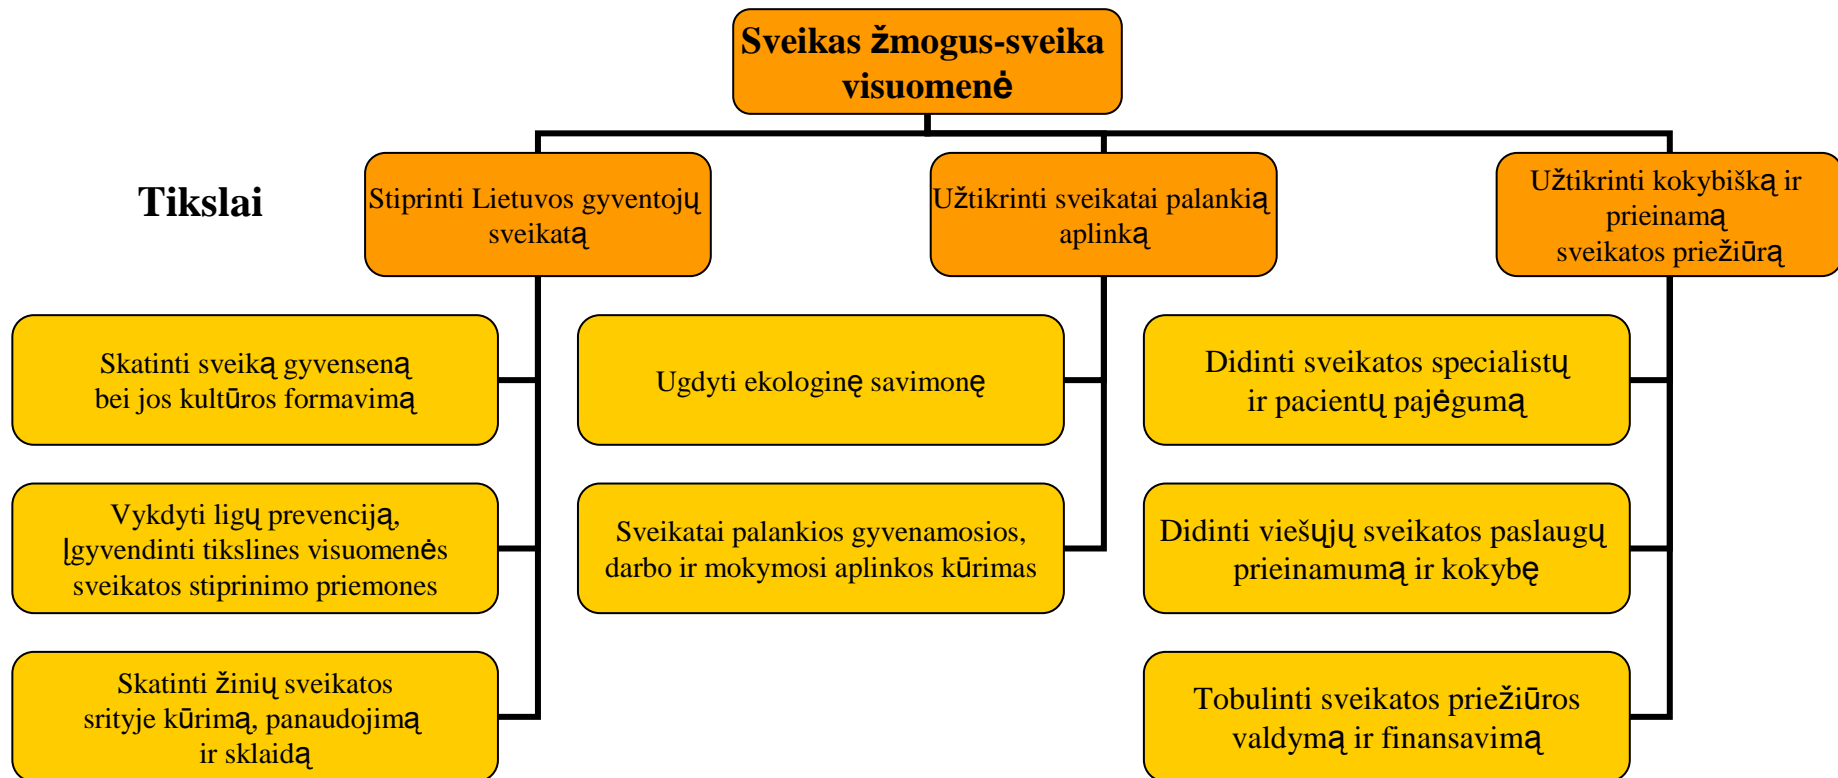 Sveikas žmogus-sveika
visuomenė
Tikslai
Stiprinti Lietuvos gyventojų
sveikatą
Užtikrinti sveikatai palankią
aplinką
Užtikrinti kokybišką ir
prieinamą
sveikatos priežiūrą
Skatinti sveiką gyvenseną
bei jos kultūros formavimą
Vykdyti ligų prevenciją,
Įgyvendinti tikslines visuomenės
sveikatos stiprinimo priemones
Skatinti žinių sveikatos
srityje kūrimą, panaudojimą
ir sklaidą
Ugdyti ekologinę savimonę
Sveikatai palankios gyvenamosios,
darbo ir mokymosi aplinkos kūrimas
Didinti sveikatos specialistų
ir pacientų pajėgumą
Didinti viešųjų sveikatos paslaugų
prieinamumą ir kokybę
Tobulinti sveikatos priežiūros
valdymą ir finansavimą